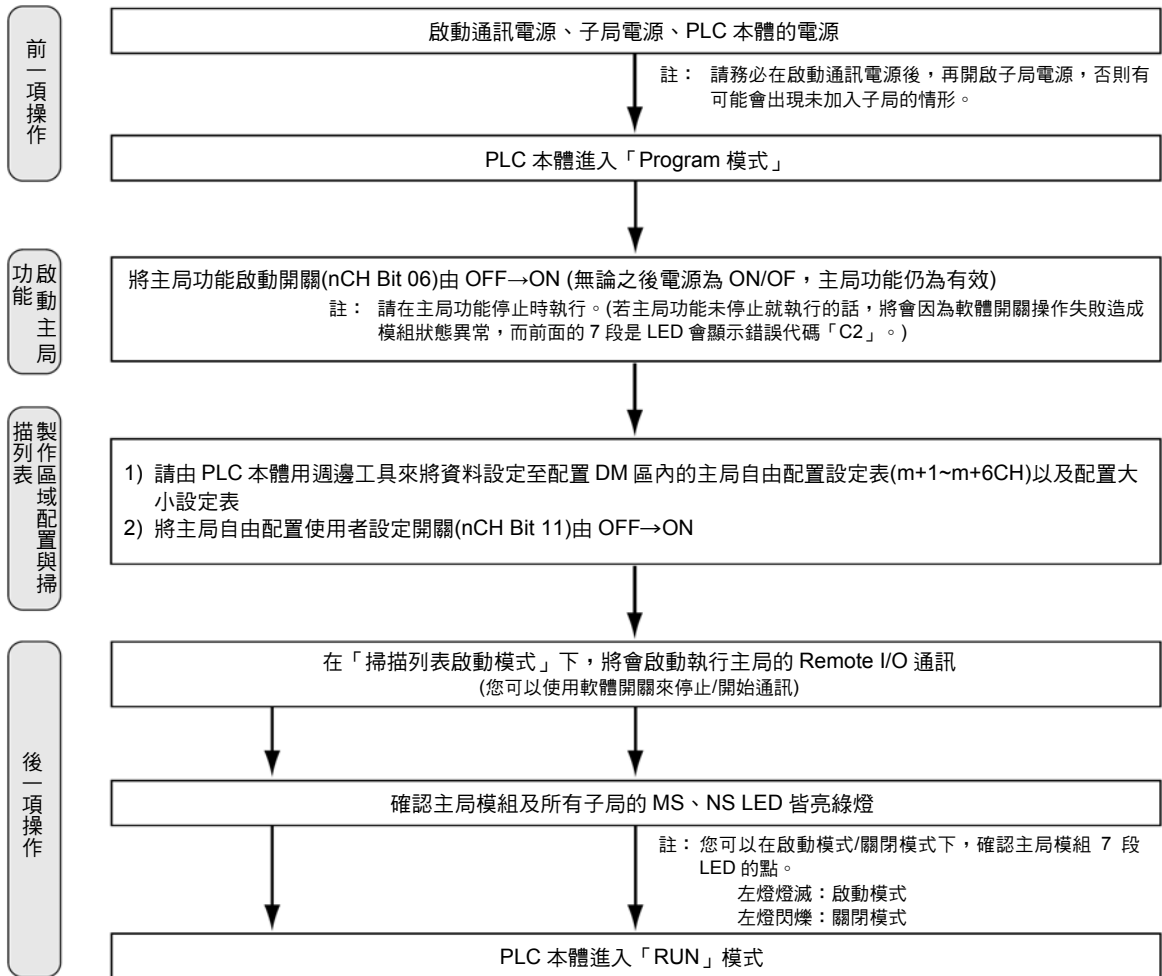 前一項操作
啟動通訊電源、子局電源、PLC 本體的電源
註： 請務必在啟動通訊電源後，再開啟子局電源，否則有
可能會出現未加入子局的情形。
PLC 本體進入「Program 模式」
啟動主局
功能
將主局功能啟動開關(nCH Bit 06)由 OFF→ON (無論之後電源為 ON/OF，主局功能仍為有效)
註： 請在主局功能停止時執行。(若主局功能未停止就執行的話，將會因為軟體開關操作失敗造成
模組狀態異常，而前面的 7 段是 LED 會顯示錯誤代碼「C2」。)
製作區域配置與掃
描列表
1) 請由 PLC 本體用週邊工具來將資料設定至配置 DM 區內的主局自由配置設定表(m+1~m+6CH)以及配置大
小設定表
2) 將主局自由配置使用者設定開關(nCH Bit 11)由 OFF→ON
後一項操作
在「掃描列表啟動模式」下，將會啟動執行主局的 Remote I/O 通訊
(您可以使用軟體開關來停止/開始通訊)
確認主局模組及所有子局的 MS、NS LED 皆亮綠燈
註：您可以在啟動模式/關閉模式下，確認主局模組 7 段
LED 的點。
左燈燈滅：啟動模式
左燈閃爍：關閉模式
PLC 本體進入「RUN」模式